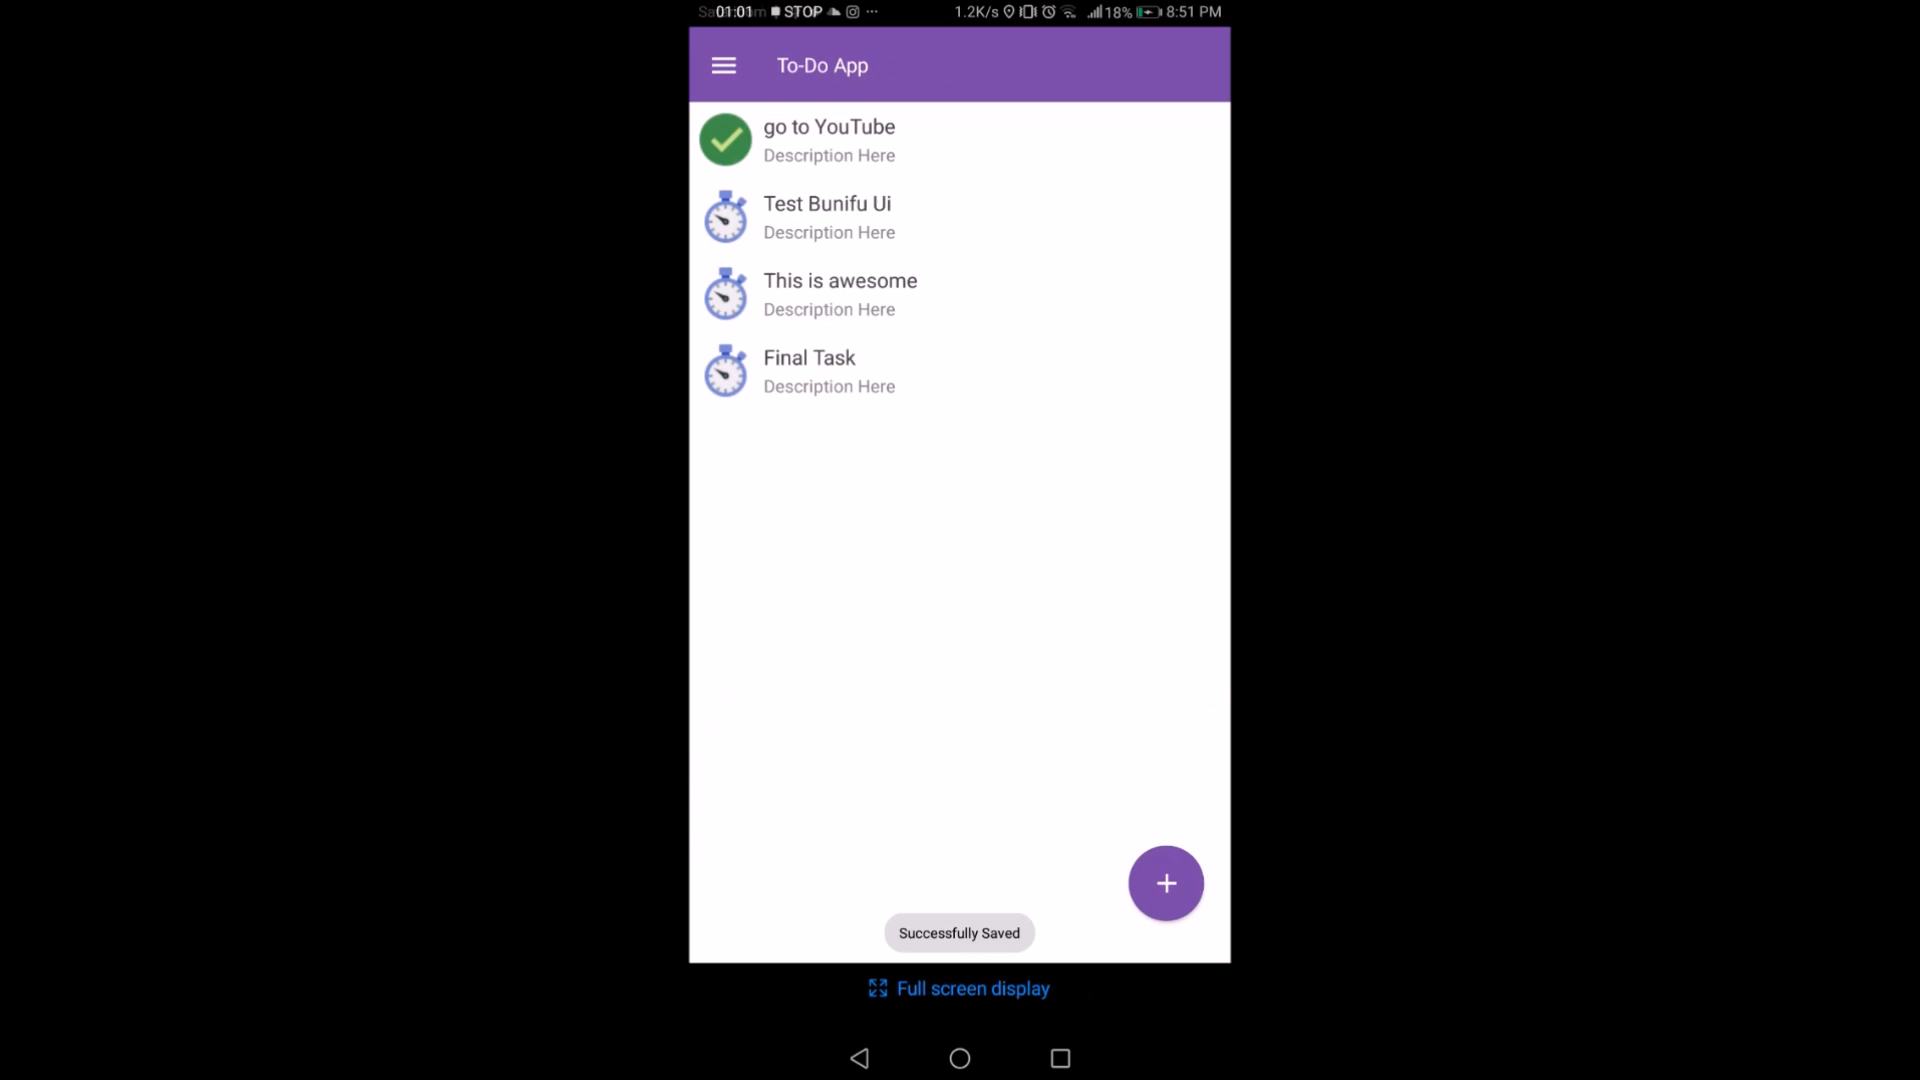 01:01 STOP ... 1.2K/s 18% 8:51 PM
To-Do App
go to YouTube
Description Here
Test Bunifu Ui
Description Here
This is awesome
Description Here
Final Task
Description Here
Successfully Saved
Full screen display